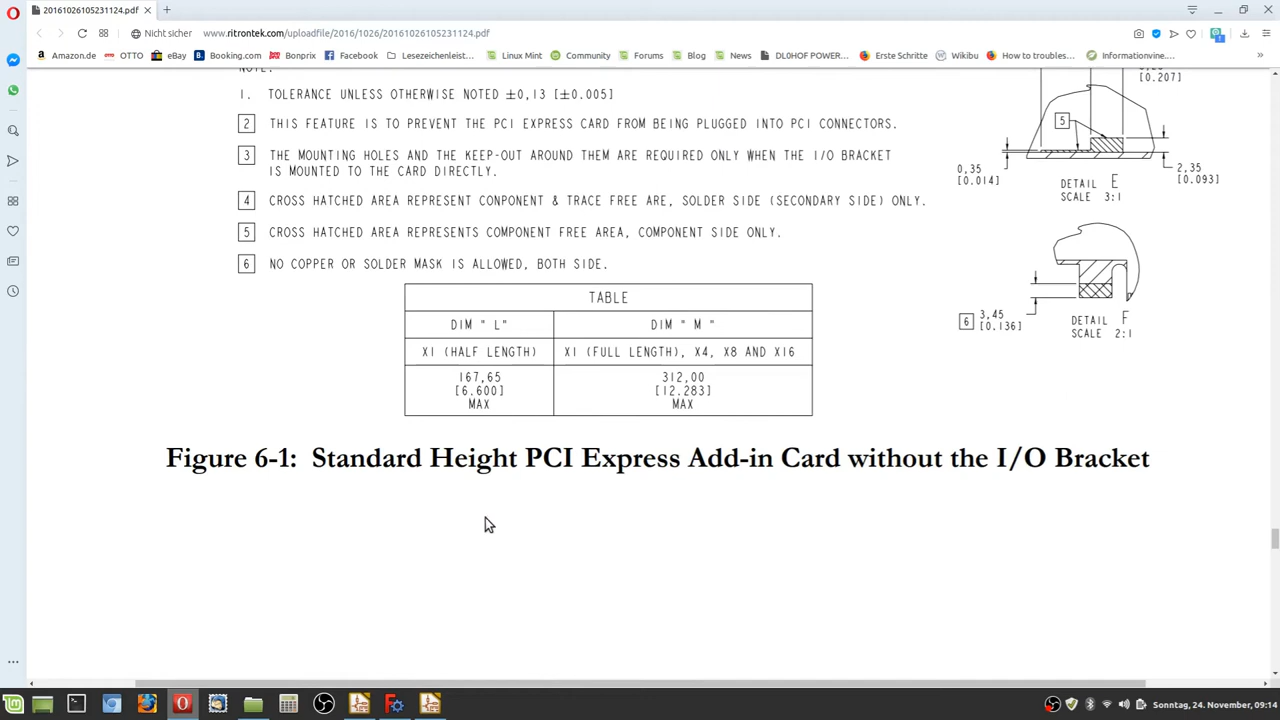 20161026105231124.pdf
Nicht sicher
www.ritrontek.com/uploadfile/2016/1026/20161026105231124.pdf
Amazon.de
OTTO
eBay
Booking.com
Bonprix
Facebook
Lesezeichenleist...
Linux Mint
Community
Forums
Blog
News
DL0HOF POWER...
Erste Schritte
Wikibu
How to troubles...
Informationvine...
1. TOLERANCE UNLESS OTHERWISE NOTED ±0,13 [±0.005]
2 THIS FEATURE IS TO PREVENT THE PCI EXPRESS CARD FROM BEING PLUGGED INTO PCI CONNECTORS.
3 THE MOUNTING HOLES AND THE KEEP-OUT AROUND THEM ARE REQUIRED ONLY WHEN THE I/O BRACKET
IS MOUNTED TO THE CARD DIRECTLY.
4 CROSS HATCHED AREA REPRESENT CONPONENT & TRACE FREE ARE, SOLDER SIDE (SECONDARY SIDE) ONLY.
5 CROSS HATCHED AREA REPRESENTS COMPONENT FREE AREA, COMPONENT SIDE ONLY.
6 NO COPPER OR SOLDER MASK IS ALLOWED, BOTH SIDE.
TABLE
DIM " L"
DIM " M "
X1 (HALF LENGTH)
X1 (FULL LENGTH), X4, X8 AND X16
167,65
[6.600]
MAX
312,00
[12.283]
MAX
[0.207]
5
0,35
[0.014]
2,35
[0.093]
DETAIL E
SCALE 3:1
6
3,45
[0.136]
DETAIL F
SCALE 2:1
Figure 6-1: Standard Height PCI Express Add-in Card without the I/O Bracket
Sonntag, 24. November, 09:14